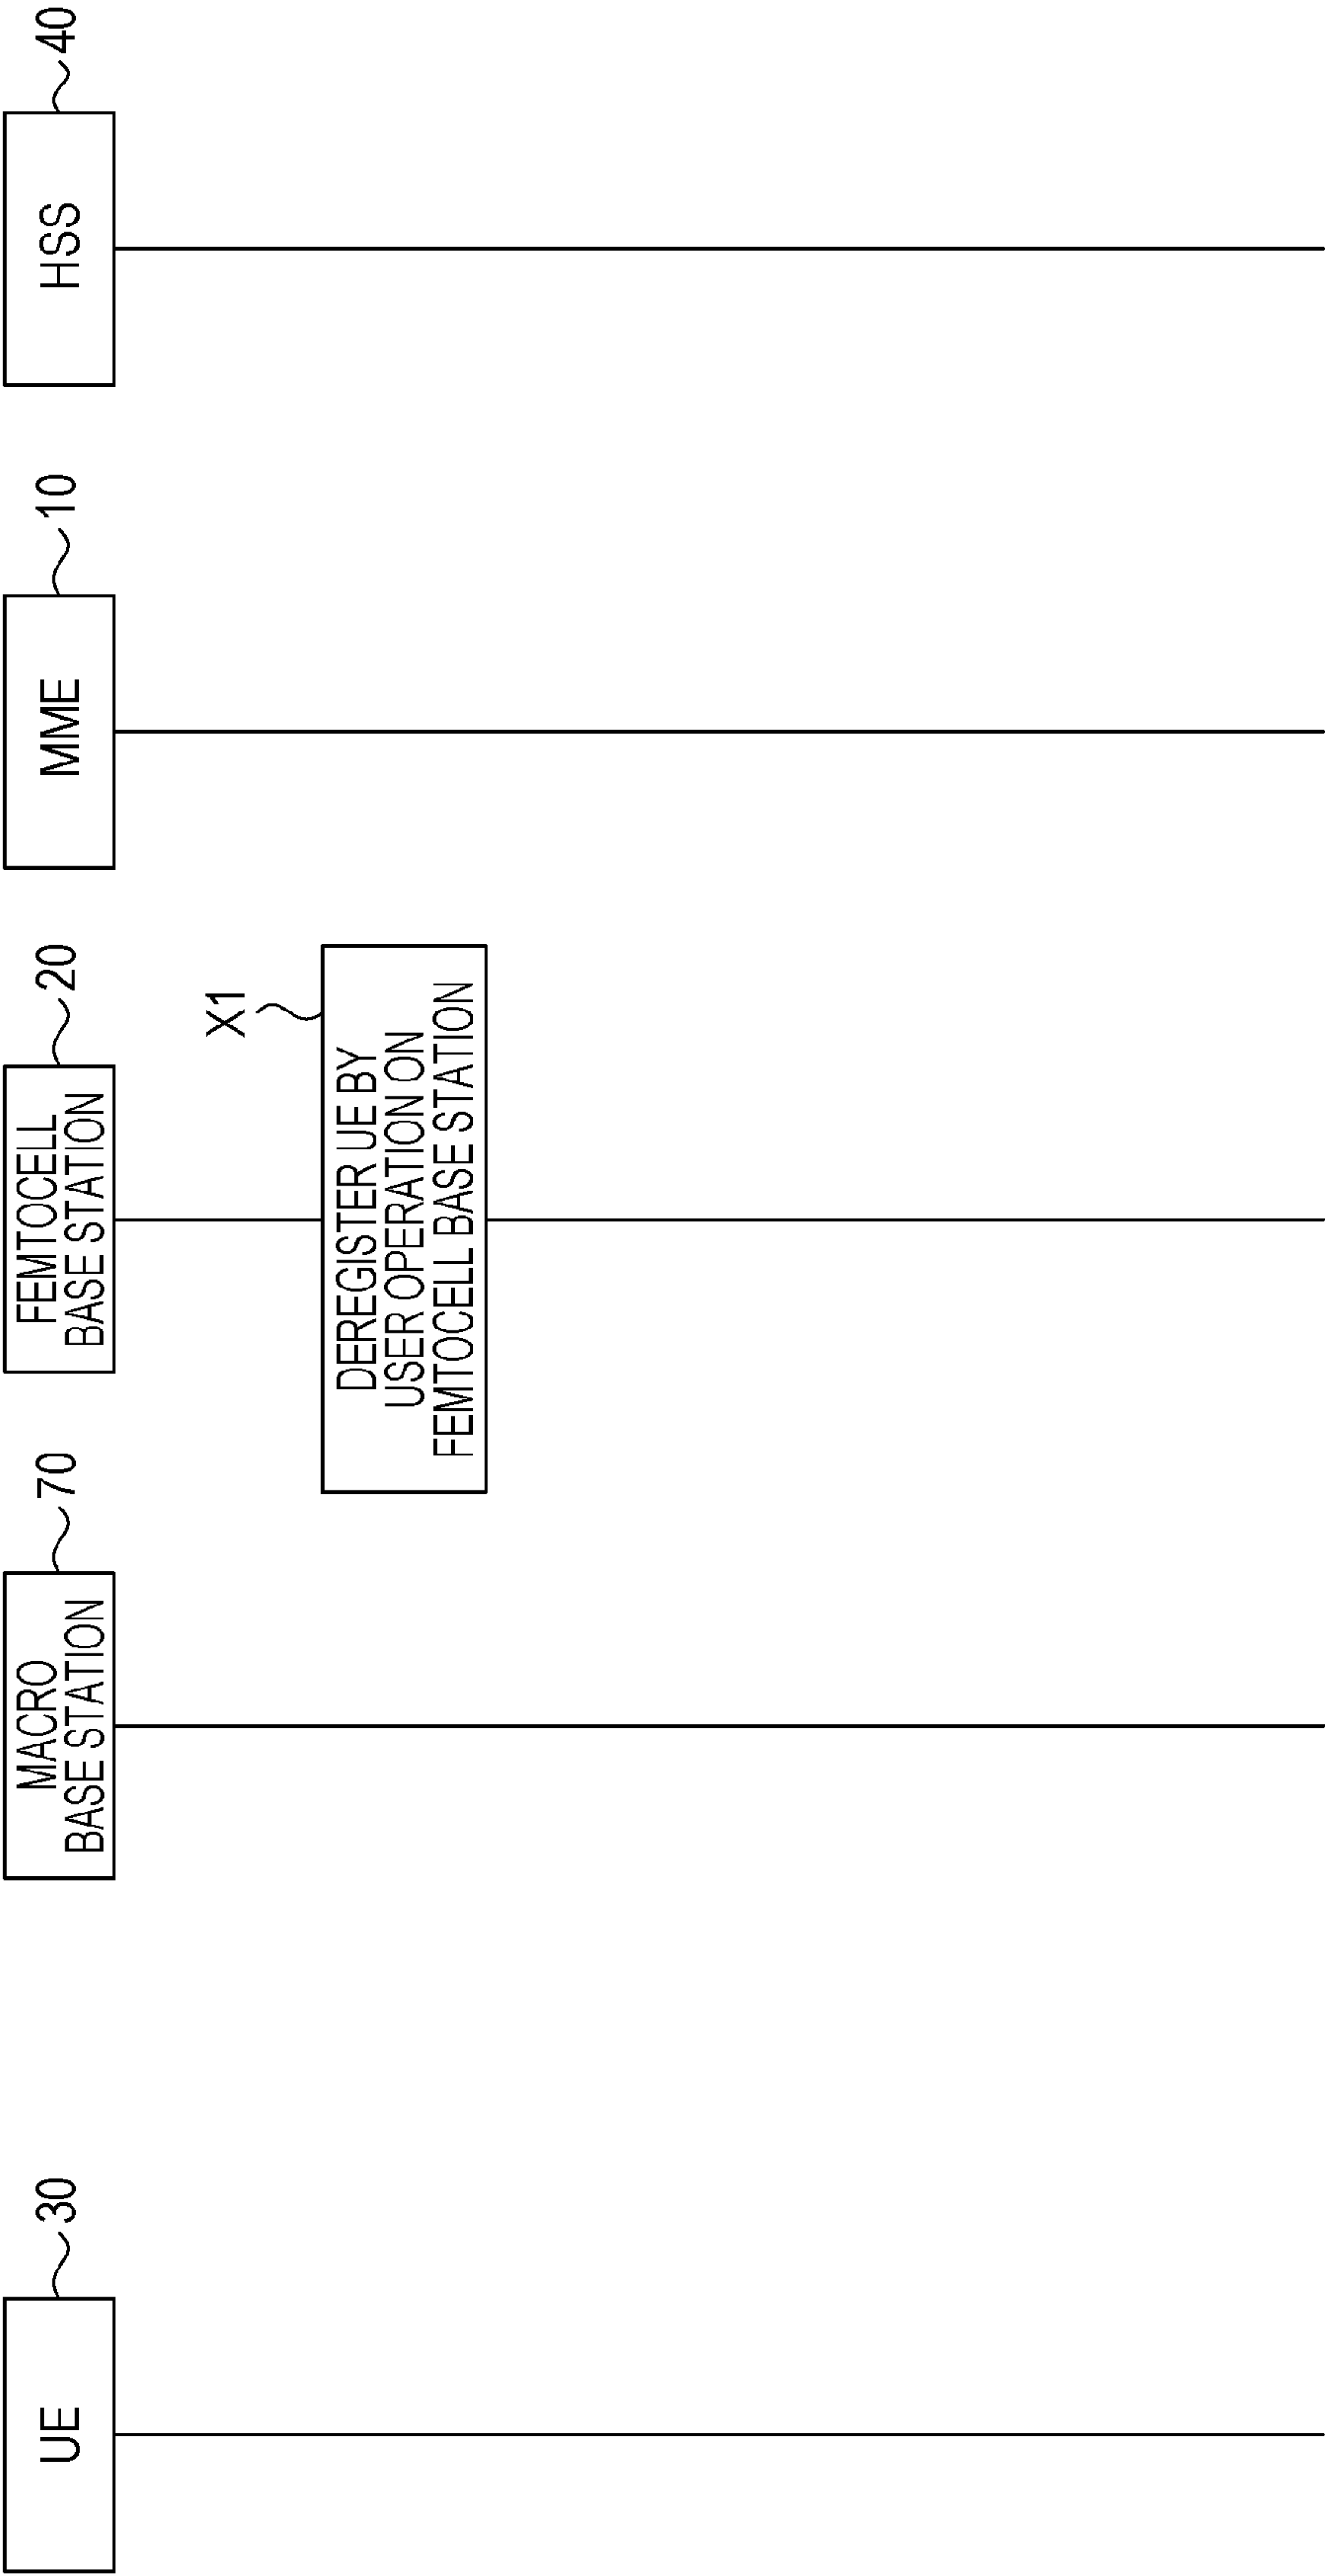 UE
30
MACRO
BASE STATION
70
FEMTOCELL
BASE STATION
20
MME
10
HSS
40
X1
DEREGISTER UE BY
USER OPERATION ON
FEMTOCELL BASE STATION